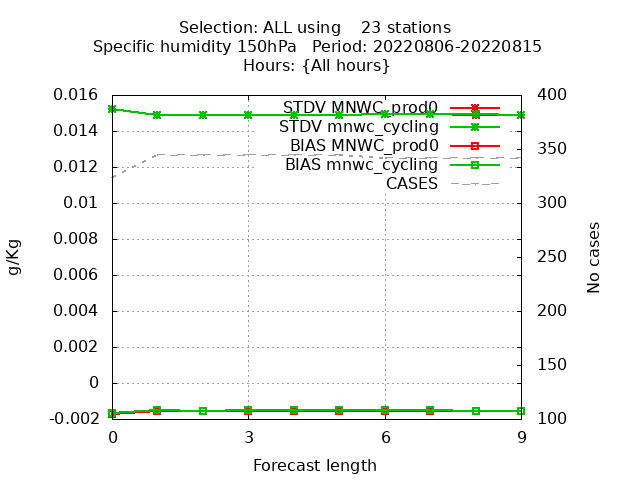 Selection: ALL using    23 stations
Specific humidity 150hPa   Period: 20220806-20220815
Hours: {All hours}
0.016
0.014
0.012
0.01
0.008
0.006
0.004
0.002
0
-0.002
g/Kg
STDV MNWC_prod0
STDV mnwc_cycling
BIAS MNWC_prod0
BIAS mnwc_cycling
CASES
400
350
300
250
200
150
100
No cases
0
3
6
9
Forecast length